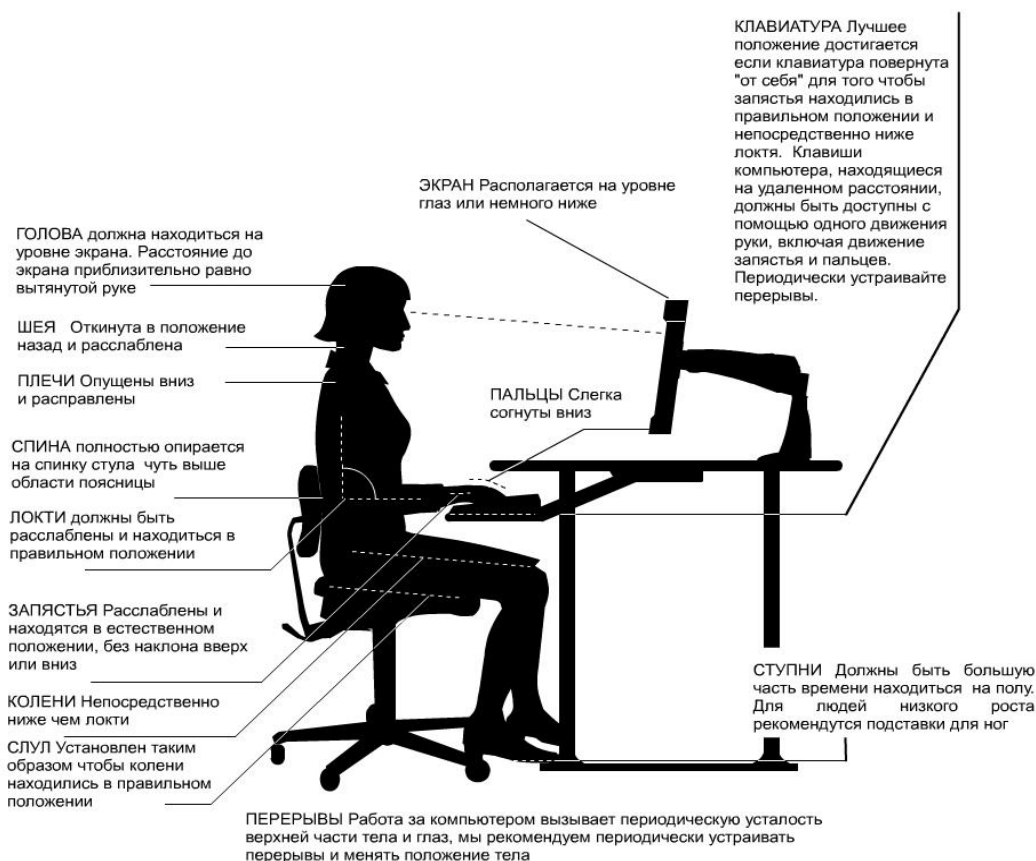 КЛАВИАТУРА Лучшее
положение достигается
если клавиатура повернута
"от себя" для того чтобы
запястья находились в
правильном положении и
непосредственно ниже
локтя. Клавиши
компьютера, находящиеся
на удаленном расстоянии,
должны быть доступны с
помощью одного движения
руки, включая движение
запястья и пальцев.
Периодически устраивайте
перерывы.
ЭКРАН Располагается на уровне
глаз или немного ниже
ГОЛОВА должна находиться на
уровне экрана. Расстояние до
экрана приблизительно равно
вытянутой руке
ШЕЯ Откинута в положение
назад и расслаблена
ПЛЕЧИ Опущены вниз
и расправлены
ПАЛЬЦЫ Слегка
согнуты вниз
СПИНА полностью опирается
на спинку стула чуть выше
области поясницы
ЛОКТИ должны быть
расслаблены и находиться в
правильном положении
ЗАПЯСТЬЯ Расслаблены и
находятся в естественном
положении, без наклона вверх
или вниз
КОЛЕНИ Непосредственно
ниже чем локти
СЛУЛ Установлен таким
образом чтобы колени
находились в правильном
положении
СТУПНИ Должны быть большую
часть времени находиться на полу.
Для людей низкого роста
рекомендутся подставки для ног
ПЕРЕРЫВЫ Работа за компьютером вызывает периодическую усталость
верхней части тела и глаз, мы рекомендуем периодически устраивать
перерывы и менять положение тела